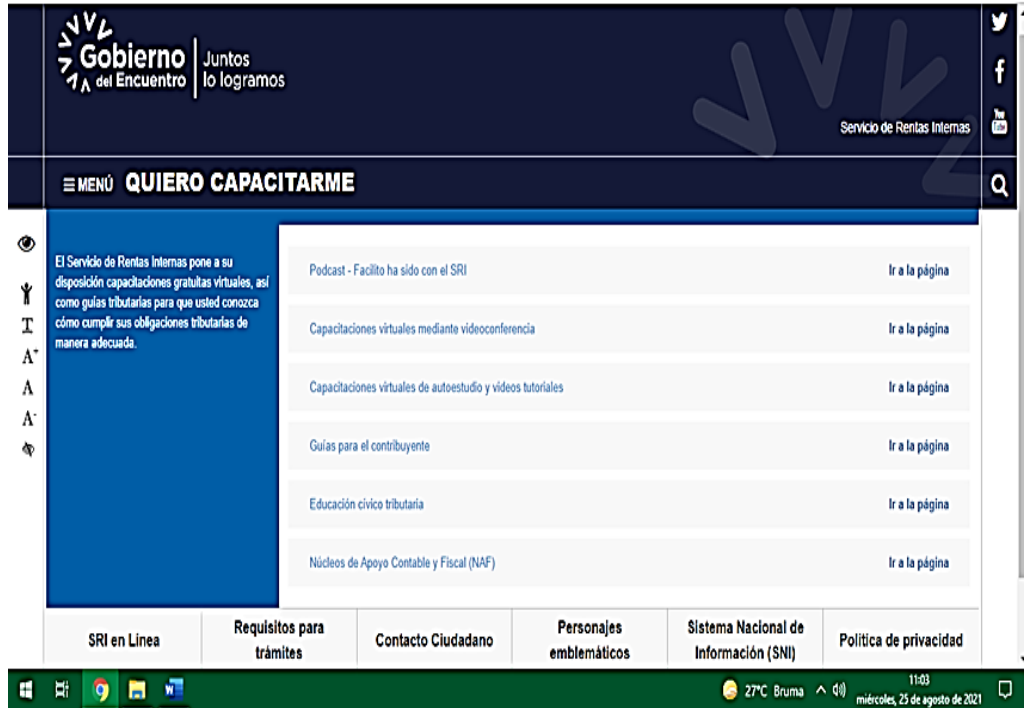 Gobierno
del Encuentro
Juntos
lo logramos
You
Tube
Servicio de Rentas Internas
MENÚ QUIERO CAPACITARME
El Servicio de Rentas Internas pone a su
disposición capacitaciones gratuitas virtuales, así
como guías tributarias para que usted conozca
cómo cumplir sus obligaciones tributarias de
manera adecuada.
T
A+
A
A-
Podcast - Facilito ha sido con el SRI Ir a la página
Capacitaciones virtuales mediante videoconferencia Ir a la página
Capacitaciones virtuales de autoestudio y videos tutoriales Ir a la página
Guías para el contribuyente Ir a la página
Educación cívico tributaria Ir a la página
Núcleos de Apoyo Contable y Fiscal (NAF) Ir a la página
SRI en Línea
Requisitos para
trámites
Contacto Ciudadano
Personajes
emblemáticos
Sistema Nacional de
Información (SNI)
Política de privacidad
27°C Bruma
11:03
miércoles, 25 de agosto de 2021